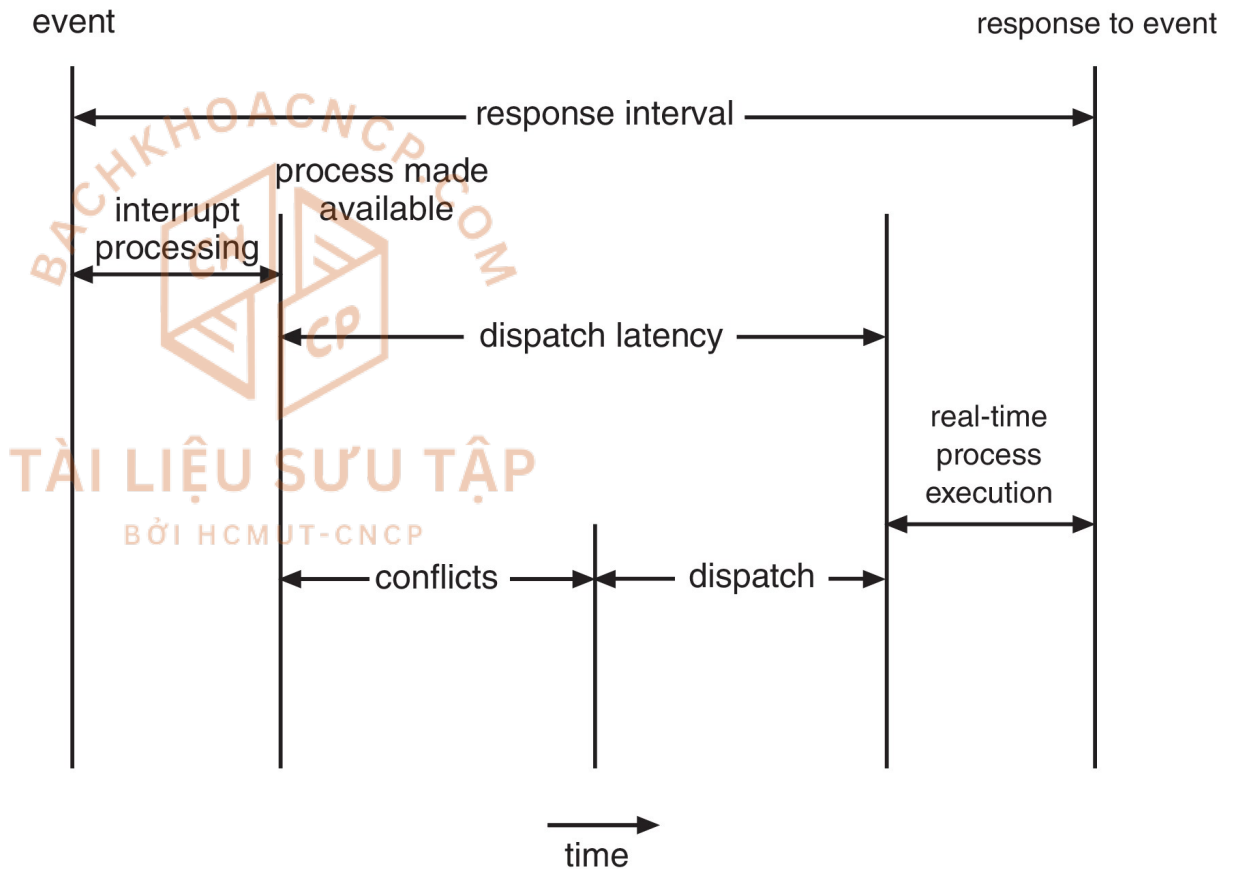 event
response to event
response interval
BACHKHOACNCP.COM
process made
available
interrupt
processing
CN
CP
dispatch latency
real-time
process
execution
TÀI LIỆU SƯU TẬP
BỞI HCMUT-CNCP
conflicts
dispatch
time